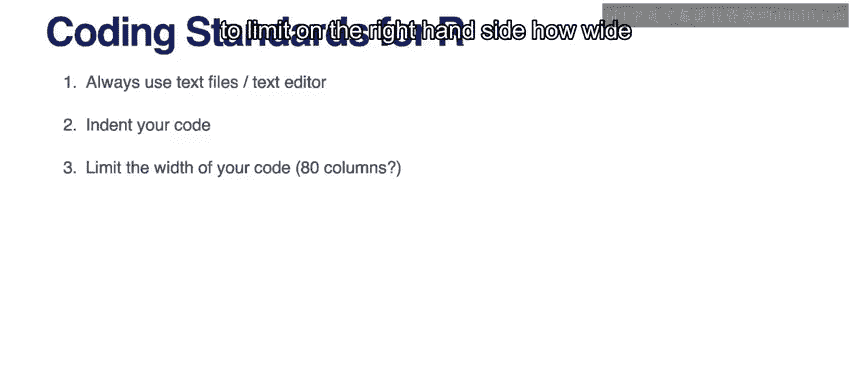 Coding Standards for R
to limit on the right hand side how wide
1. Always use text files / text editor
2. Indent your code
3. Limit the width of your code (80 columns?)